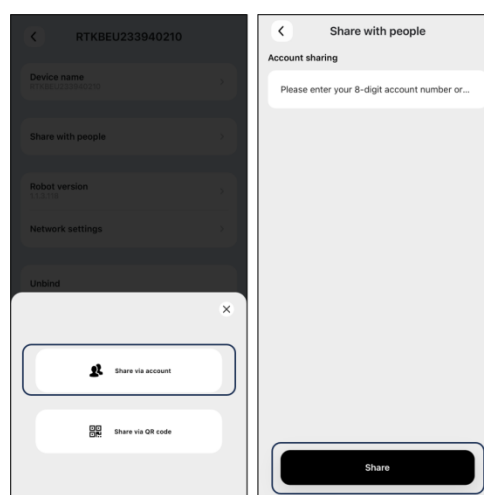 RTKBEU233940210
Device name
RTKBEU233940210
Share with people
Robot version
Network settings
Unbind
Share via account
Share via QR code
Share with people
Account sharing
Please enter your 8-digit account number or...
Share